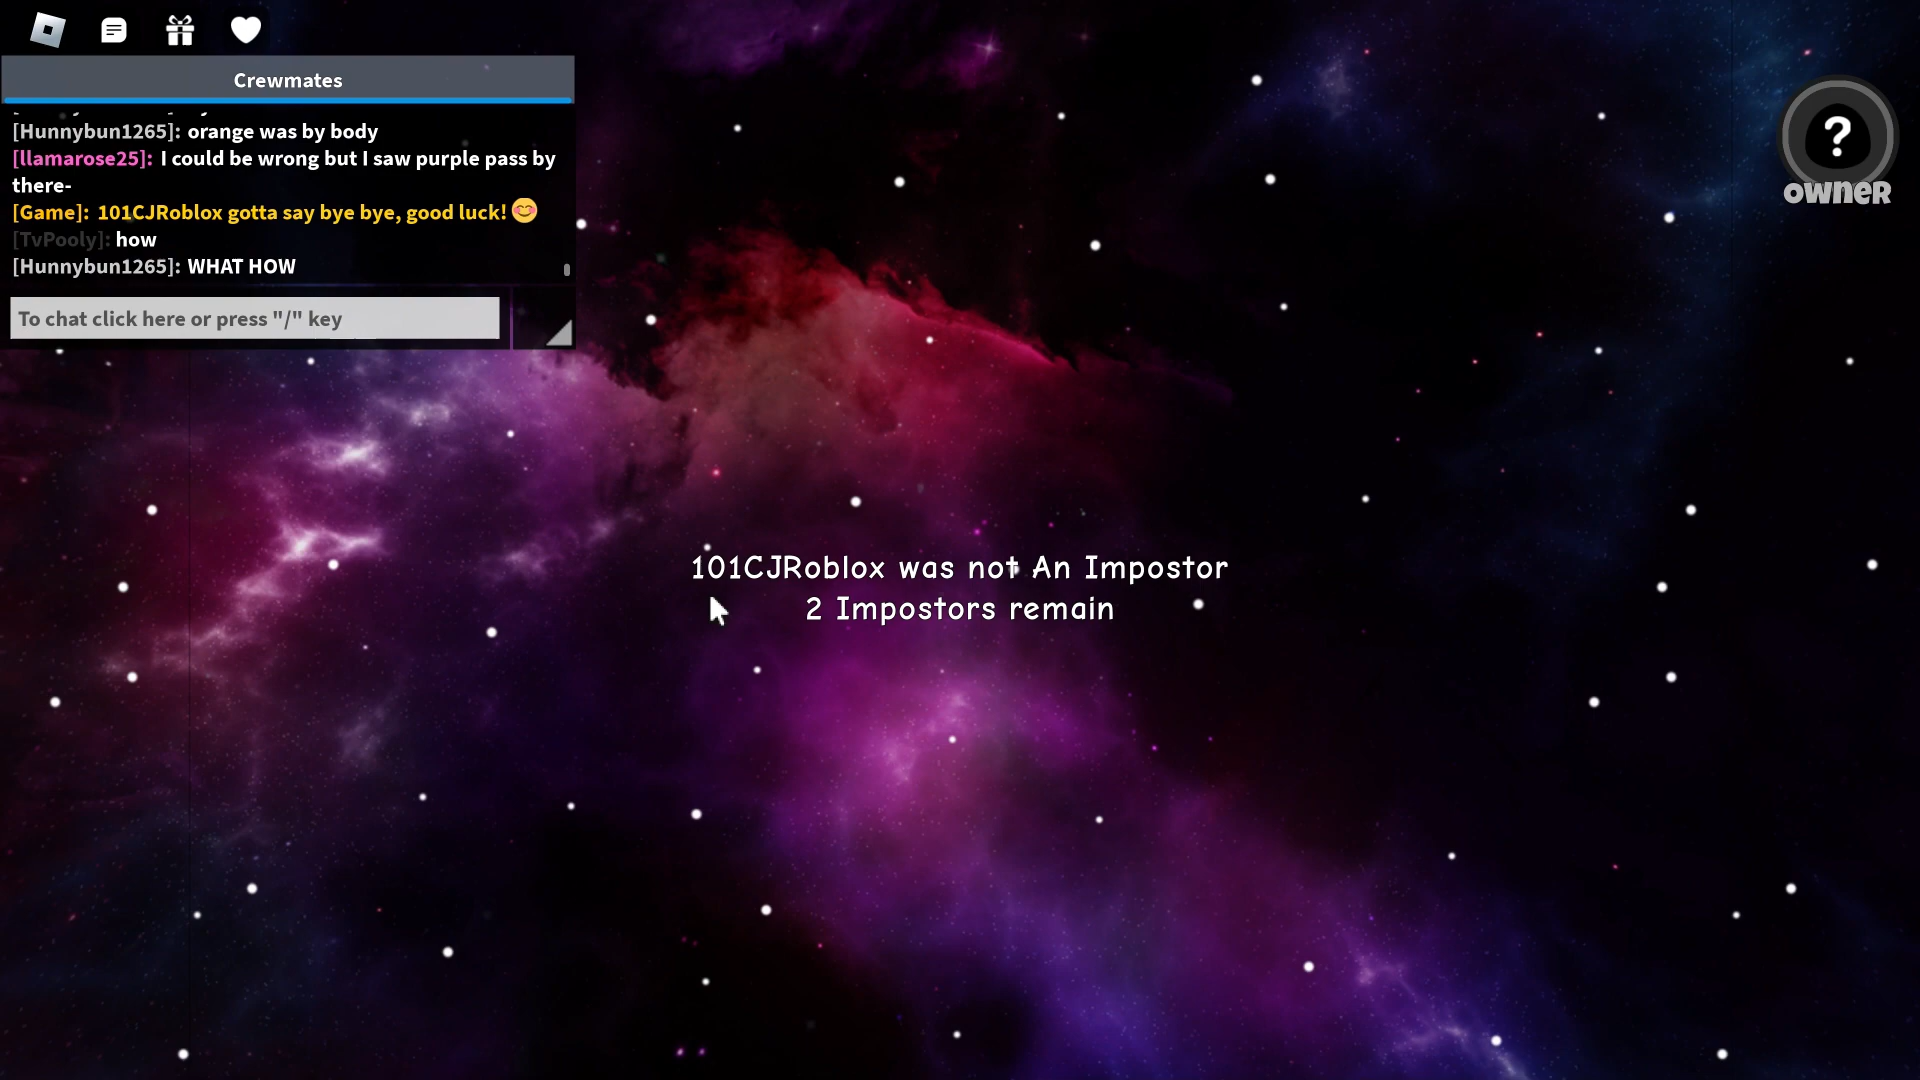 Crewmates
[Hunnybun1265]: orange was by body
[llamarose25]: I could be wrong but I saw purple pass by
there-
[Game]: 101CJRoblox gotta say bye bye, good luck! 😊
[TvPooly]: how
[Hunnybun1265]: WHAT HOW
To chat click here or press "/" key
?
OWNER
101CJRoblox was not An Impostor
2 Impostors remain